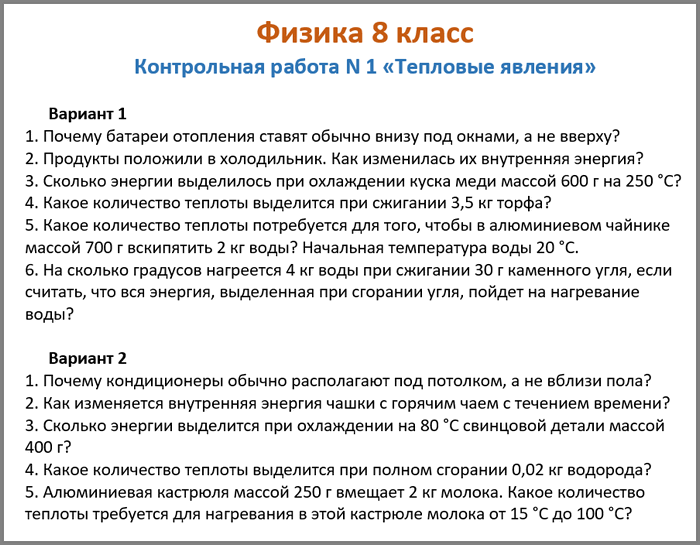 Физика 8 класс
Контрольная работа N 1 «Тепловые явления»
Вариант 1
1. Почему батареи отопления ставят обычно внизу под окнами, а не вверху?
2. Продукты положили в холодильник. Как изменилась их внутренняя энергия?
3. Сколько энергии выделилось при охлаждении куска меди массой 600 г на 250 °С?
4. Какое количество теплоты выделится при сжигании 3,5 кг торфа?
5. Какое количество теплоты потребуется для того, чтобы в алюминиевом чайнике
массой 700 г вскипятить 2 кг воды? Начальная температура воды 20 °С.
6. На сколько градусов нагреется 4 кг воды при сжигании 30 г каменного угля, если
считать, что вся энергия, выделенная при сгорании угля, пойдет на нагревание
воды?
Вариант 2
1. Почему кондиционеры обычно располагают под потолком, а не вблизи пола?
2. Как изменяется внутренняя энергия чашки с горячим чаем с течением времени?
3. Сколько энергии выделится при охлаждении на 80 °С свинцовой детали массой
400 г?
4. Какое количество теплоты выделится при полном сгорании 0,02 кг водорода?
5. Алюминиевая кастрюля массой 250 г вмещает 2 кг молока. Какое количество
теплоты требуется для нагревания в этой кастрюле молока от 15 °С до 100 °С?